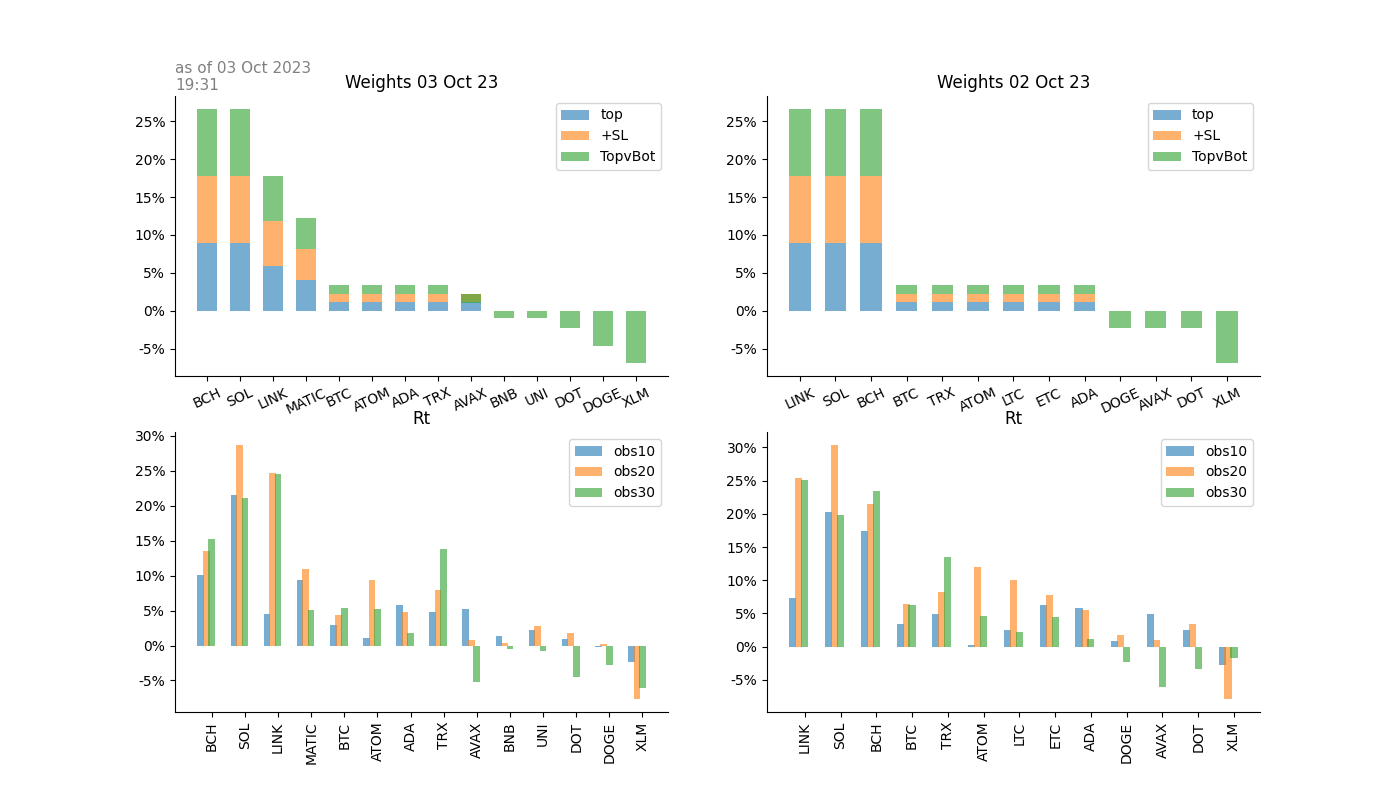 as of 03 Oct 2023
19:31
Weights 03 Oct 23
25%
20%
15%
10%
5%
0%
-5%
top
+SL
TopvBot
BCH SOL LINK MATIC BTC ATOM ADA TRX AVAX BNB UNI DOT DOGE XLM
Weights 02 Oct 23
25%
20%
15%
10%
5%
0%
-5%
top
+SL
TopvBot
LINK SOL BCH BTC TRX ATOM LTC ETC ADA DOGE AVAX DOT XLM
Rt
30%
25%
20%
15%
10%
5%
0%
-5%
obs10
obs20
obs30
BCH SOL LINK MATIC BTC ATOM ADA TRX AVAX BNB UNI DOT DOGE XLM
Rt
30%
25%
20%
15%
10%
5%
0%
-5%
obs10
obs20
obs30
LINK SOL BCH BTC TRX ATOM LTC ETC ADA DOGE AVAX DOT XLM